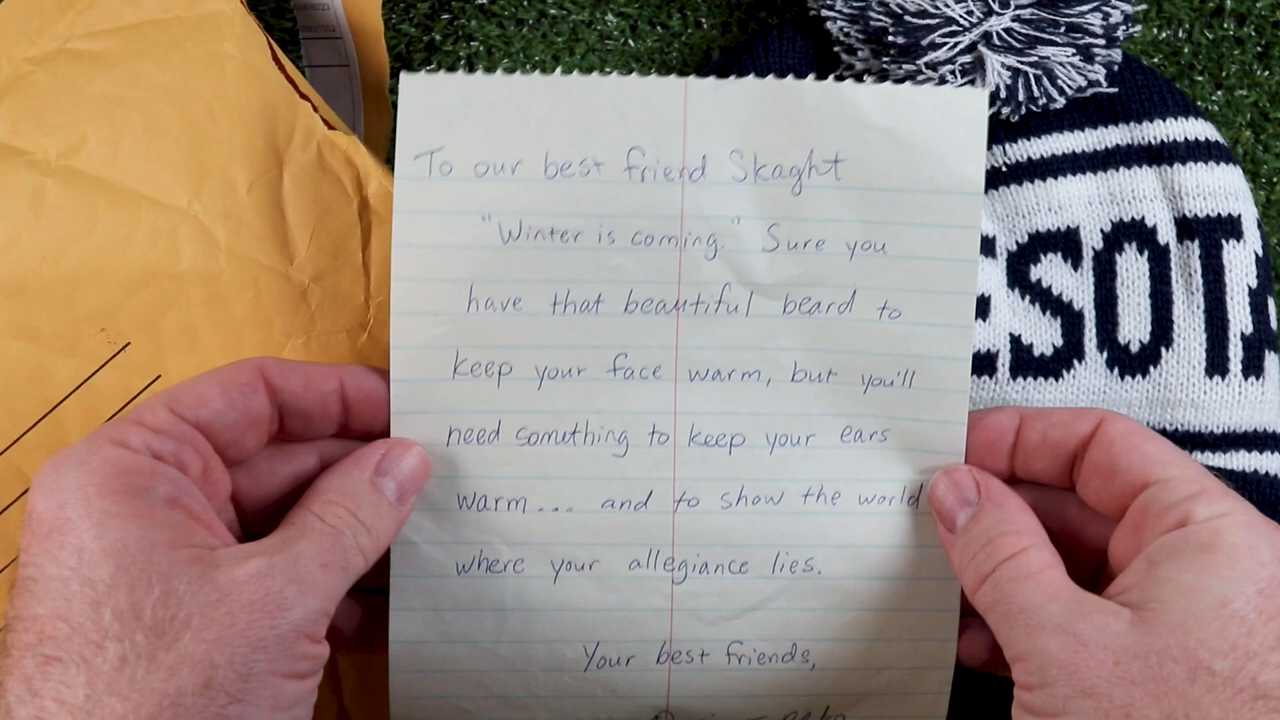 To our best friend Skaght
"Winter is coming." Sure you
have that beautiful beard to
keep your face warm, but you'll
need something to keep your ears
warm... and to show the world
where your allegiance lies.
Your best friends,
ESOTA